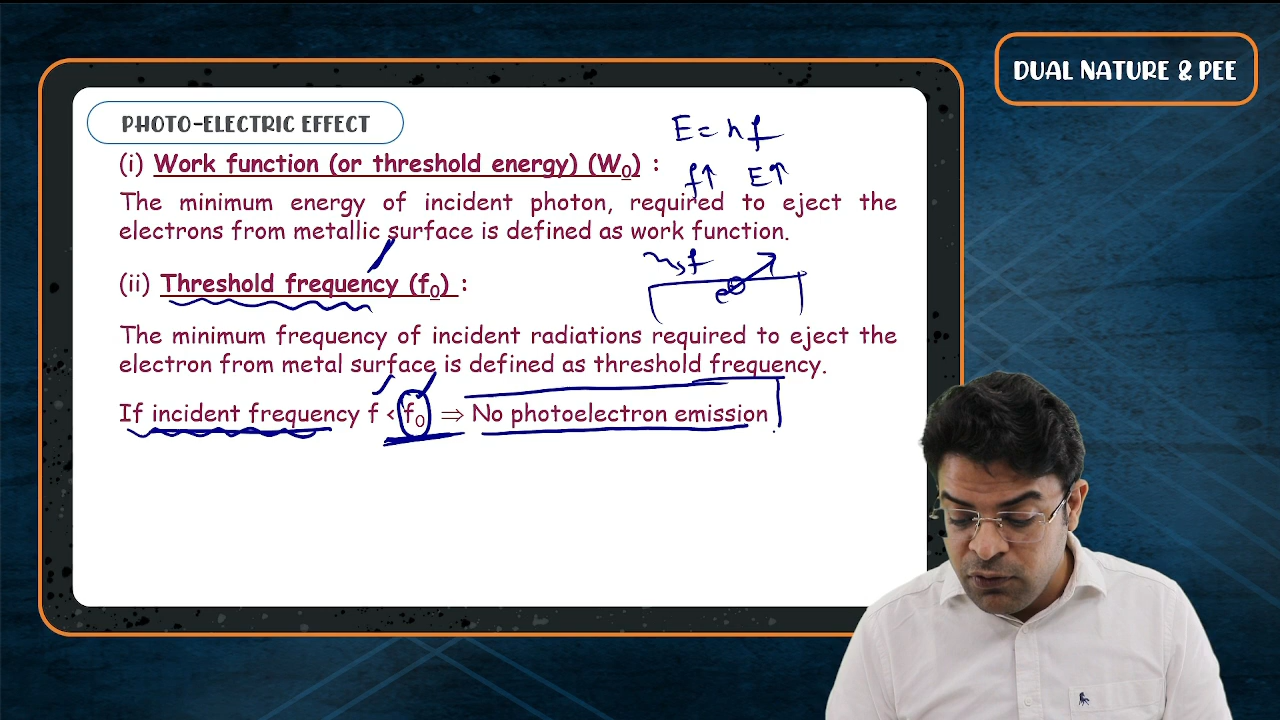 DUAL NATURE & PEE
PHOTO-ELECTRIC EFFECT
E = hf
(i) Work function (or threshold energy) (W₀) :
f↑ E↑
The minimum energy of incident photon, required to eject the
electrons from metallic surface is defined as work function.
f
(ii) Threshold frequency (f₀) :
e
The minimum frequency of incident radiations required to eject the
electron from metal surface is defined as threshold frequency.
If incident frequency f < f₀ ⇒ No photoelectron emission